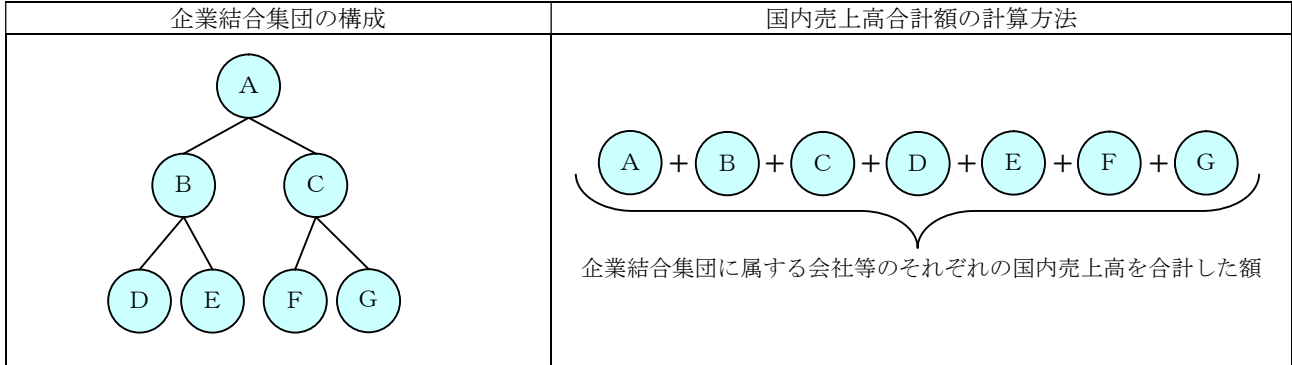 企業結合集団の構成
国内売上高合計額の計算方法
A
B C
D E F G
A + B + C + D + E + F + G
企業結合集団に属する会社等のそれぞれの国内売上高を合計した額